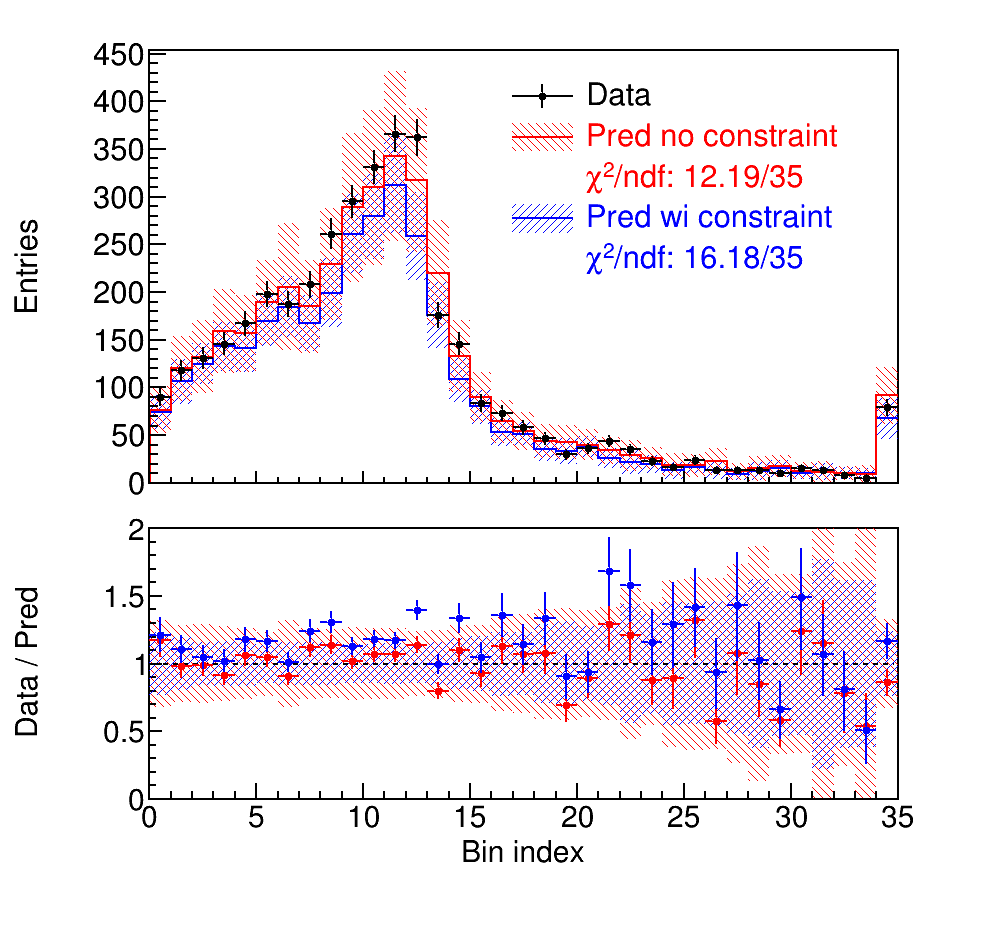 450
400
350
300
250
200
150
100
50
0
Entries
Data
Pred no constraint
χ²/ndf: 12.19/35
Pred wi constraint
χ²/ndf: 16.18/35
2
1.5
1
0.5
0
Data / Pred
0 5 10 15 20 25 30 35
Bin index